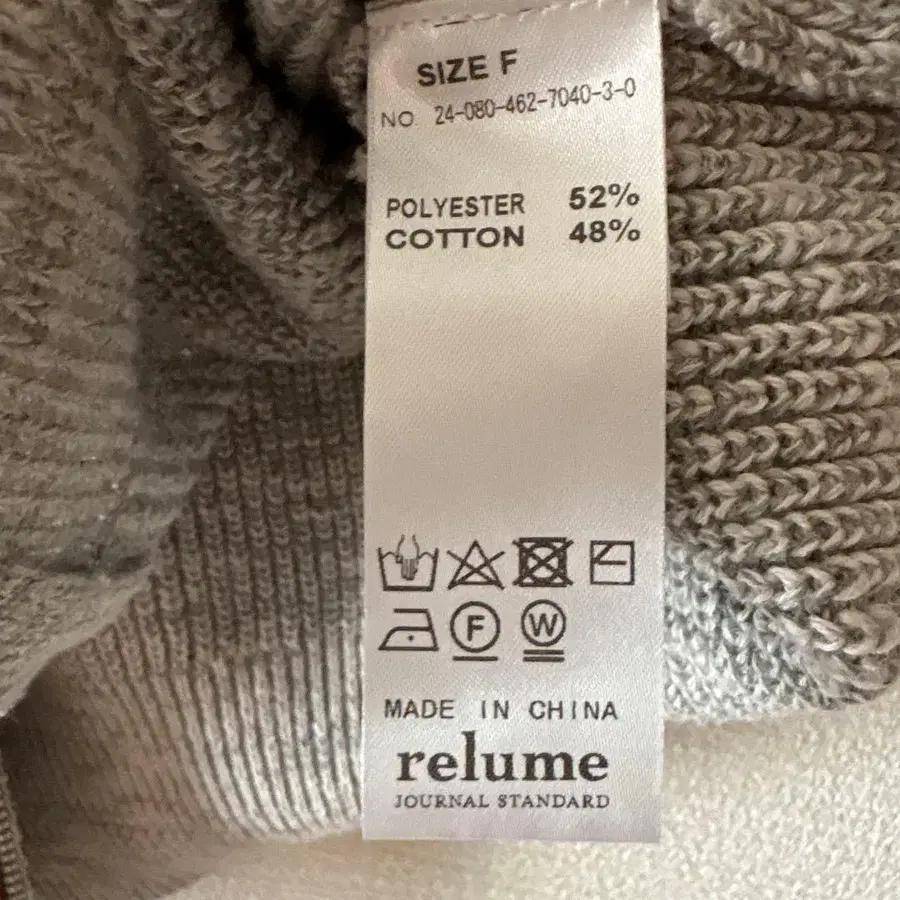 SIZE F
NO 24-080-462-7040-3-0
POLYESTER 52%
COTTON 48%
F W
MADE IN CHINA
relume
JOURNAL STANDARD